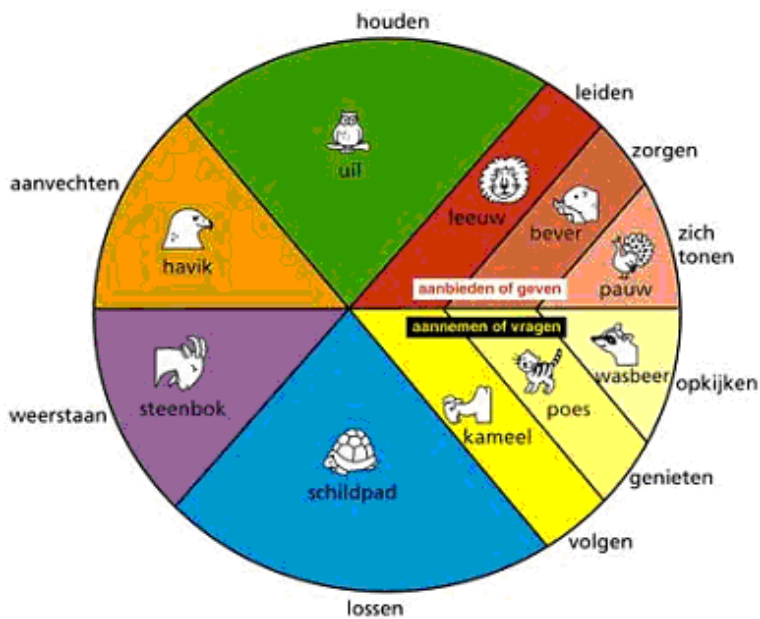 houden
leiden
zorgen
zich
tonen
opkijken
genieten
volgen
lossen
weerstaan
aanvechten
uil
leeuw
bever
pauw
aanbieden of geven
aannemen of vragen
wasbeer
poes
kameel
schildpad
steenbok
havik